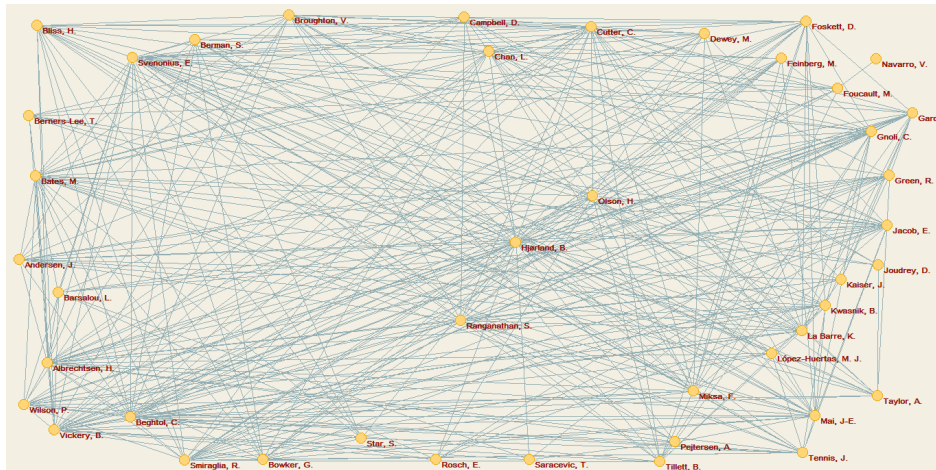 Broughton, V.
Campbell, D.
Bliss, H.
Cutter, C.
Foskett, D.
Dewey, M.
Berman, S.
Chan, L.
Svenonius, E.
Feinberg, M.
Navarro, V.
Foucault, M.
Berners-Lee, T.
Garc
Gnoli, C.
Bates, M.
Green, R.
Olson, H.
Jacob, E.
Hjørland, B.
Andersen, J.
Joudrey, D.
Kaiser, J.
Barsalou, L.
Kwasnik, B.
Ranganathan, S.
La Barre, K.
López-Huertas, M. J.
Albrechtsen, H.
Miksa, F.
Taylor, A.
Wilson, P.
Beghtol, C.
Mai, J-E.
Vickery, B.
Star, S.
Pejtersen, A.
Tennis, J.
Smiraglia, R.
Bowker, G.
Rosch, E.
Saracevic, T.
Tillett, B.